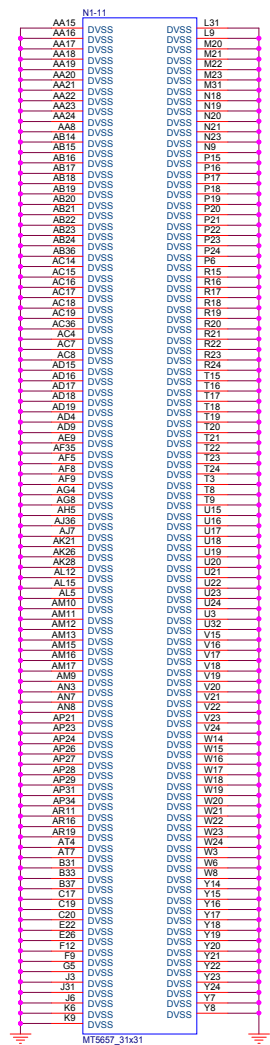 N1-11
AA15 DVSS DVSS L31
AA16 DVSS DVSS L9
AA17 DVSS DVSS M20
AA18 DVSS DVSS M21
AA19 DVSS DVSS M22
AA20 DVSS DVSS M23
AA21 DVSS DVSS M31
AA22 DVSS DVSS N18
AA23 DVSS DVSS N19
AA24 DVSS DVSS N20
AA8 DVSS DVSS N21
AB14 DVSS DVSS N23
AB15 DVSS DVSS N9
AB16 DVSS DVSS P15
AB17 DVSS DVSS P16
AB18 DVSS DVSS P17
AB19 DVSS DVSS P18
AB20 DVSS DVSS P19
AB21 DVSS DVSS P20
AB22 DVSS DVSS P21
AB23 DVSS DVSS P22
AB24 DVSS DVSS P23
AB36 DVSS DVSS P24
AC14 DVSS DVSS P6
AC15 DVSS DVSS R15
AC16 DVSS DVSS R16
AC17 DVSS DVSS R17
AC18 DVSS DVSS R18
AC19 DVSS DVSS R19
AC36 DVSS DVSS R20
AC4 DVSS DVSS R21
AC7 DVSS DVSS R22
AC8 DVSS DVSS R23
AD15 DVSS DVSS R24
AD16 DVSS DVSS T15
AD17 DVSS DVSS T16
AD18 DVSS DVSS T17
AD19 DVSS DVSS T18
AD4 DVSS DVSS T19
AD9 DVSS DVSS T20
AE9 DVSS DVSS T21
AF35 DVSS DVSS T22
AF5 DVSS DVSS T23
AF8 DVSS DVSS T24
AF9 DVSS DVSS T3
AG4 DVSS DVSS T8
AG8 DVSS DVSS T9
AH5 DVSS DVSS U15
AJ36 DVSS DVSS U16
AJ7 DVSS DVSS U17
AK21 DVSS DVSS U18
AK26 DVSS DVSS U19
AK28 DVSS DVSS U20
AL12 DVSS DVSS U21
AL15 DVSS DVSS U22
AL5 DVSS DVSS U23
AM10 DVSS DVSS U24
AM11 DVSS DVSS U3
AM12 DVSS DVSS U32
AM13 DVSS DVSS V15
AM15 DVSS DVSS V16
AM16 DVSS DVSS V17
AM17 DVSS DVSS V18
AM9 DVSS DVSS V19
AN3 DVSS DVSS V20
AN7 DVSS DVSS V21
AN8 DVSS DVSS V22
AP21 DVSS DVSS V23
AP23 DVSS DVSS V24
AP24 DVSS DVSS W14
AP26 DVSS DVSS W15
AP27 DVSS DVSS W16
AP28 DVSS DVSS W17
AP29 DVSS DVSS W18
AP31 DVSS DVSS W19
AP34 DVSS DVSS W20
AR11 DVSS DVSS W21
AR16 DVSS DVSS W22
AR19 DVSS DVSS W23
AT4 DVSS DVSS W24
AT7 DVSS DVSS W3
B31 DVSS DVSS W6
B33 DVSS DVSS W8
B37 DVSS DVSS Y14
C17 DVSS DVSS Y15
C19 DVSS DVSS Y16
C20 DVSS DVSS Y17
E22 DVSS DVSS Y18
E26 DVSS DVSS Y19
F12 DVSS DVSS Y20
F9 DVSS DVSS Y21
G5 DVSS DVSS Y22
J3 DVSS DVSS Y23
J31 DVSS DVSS Y24
J6 DVSS DVSS Y7
K6 DVSS DVSS Y8
K9 DVSS
MT5657_31x31